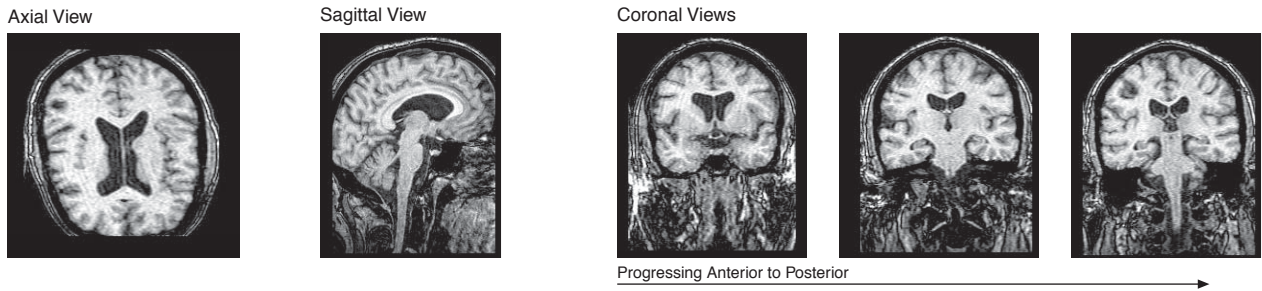 Axial View
Sagittal View
Coronal Views
Progressing Anterior to Posterior